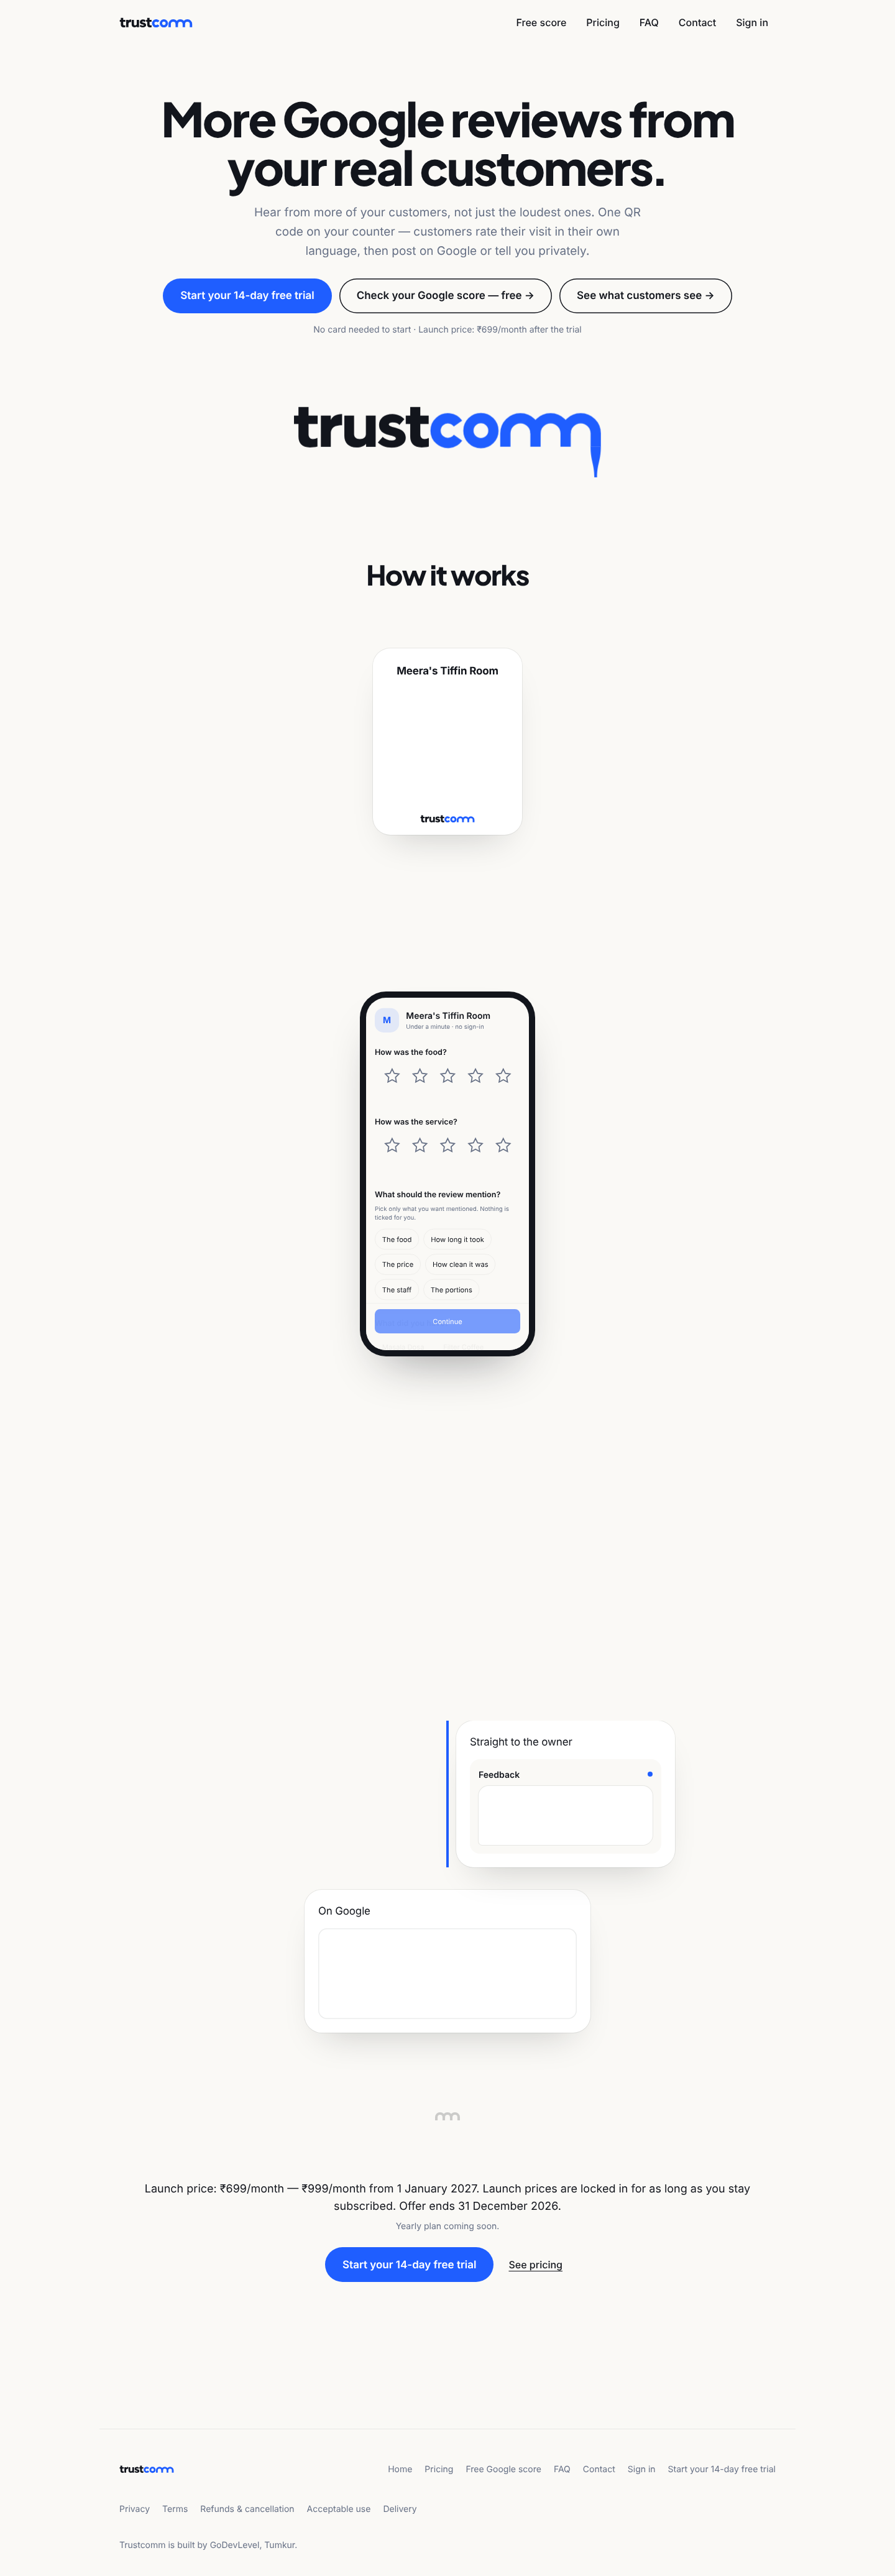 trustcomm
Free score Pricing FAQ Contact Sign in
More Google reviews from
your real customers.
Hear from more of your customers, not just the loudest ones. One QR
code on your counter — customers rate their visit in their own
language, then post on Google or tell you privately.
Start your 14-day free trial
Check your Google score — free →
See what customers see →
No card needed to start · Launch price: ₹699/month after the trial
trustcomm
How it works
Meera's Tiffin Room
trustcomm
M
Meera's Tiffin Room
Under a minute · no sign-in
How was the food?
How was the service?
What should the review mention?
Pick only what you want mentioned. Nothing is
ticked for you.
The food
How long it took
The price
How clean it was
The staff
The portions
Continue
Straight to the owner
Feedback
On Google
Launch price: ₹699/month — ₹999/month from 1 January 2027. Launch prices are locked in for as long as you stay
subscribed. Offer ends 31 December 2026.
Yearly plan coming soon.
Start your 14-day free trial
See pricing
trustcomm
Home Pricing Free Google score FAQ Contact Sign in Start your 14-day free trial
Privacy Terms Refunds & cancellation Acceptable use Delivery
Trustcomm is built by GoDevLevel, Tumkur.